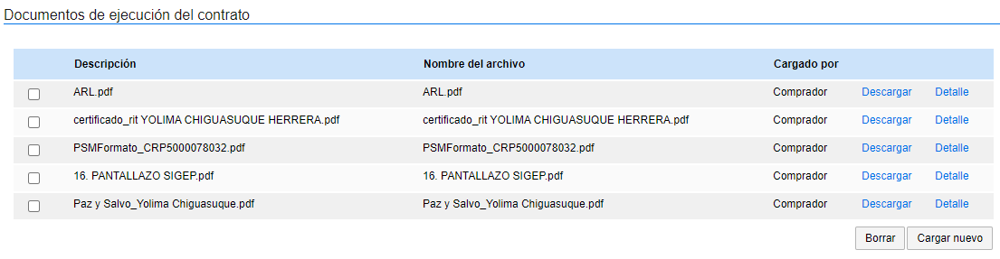 Documentos de ejecución del contrato
Descripción Nombre del archivo Cargado por
ARL.pdf ARL.pdf Comprador Descargar Detalle
certificado_rit YOLIMA CHIGUASUQUE HERRERA.pdf certificado_rit YOLIMA CHIGUASUQUE HERRERA.pdf Comprador Descargar Detalle
PSMFormato_CRP5000078032.pdf PSMFormato_CRP5000078032.pdf Comprador Descargar Detalle
16. PANTALLAZO SIGEP.pdf 16. PANTALLAZO SIGEP.pdf Comprador Descargar Detalle
Paz y Salvo_Yolima Chiguasuque.pdf Paz y Salvo_Yolima Chiguasuque.pdf Comprador Descargar Detalle
Borrar Cargar nuevo